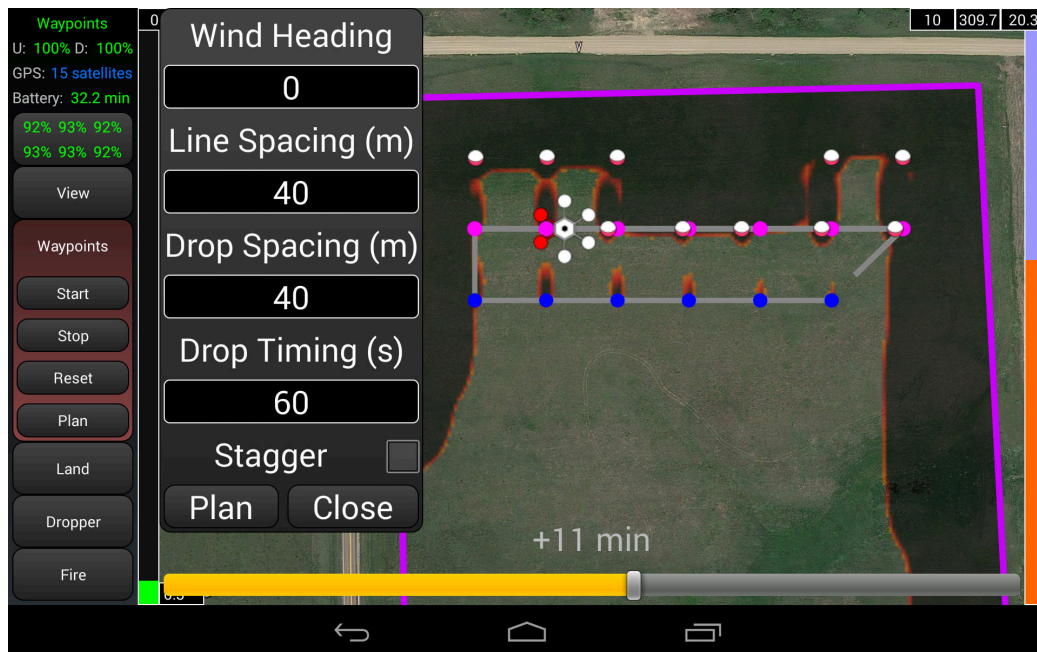 Waypoints
U: 100% D: 100%
GPS: 15 satellites
Battery: 32.2 min
92% 93% 92%
93% 93% 92%
View
Waypoints
Start
Stop
Reset
Plan
Land
Dropper
Fire
0
Wind Heading
0
Line Spacing (m)
40
Drop Spacing (m)
40
Drop Timing (s)
60
Stagger
Plan Close
10 309.7 20.3
V
+11 min